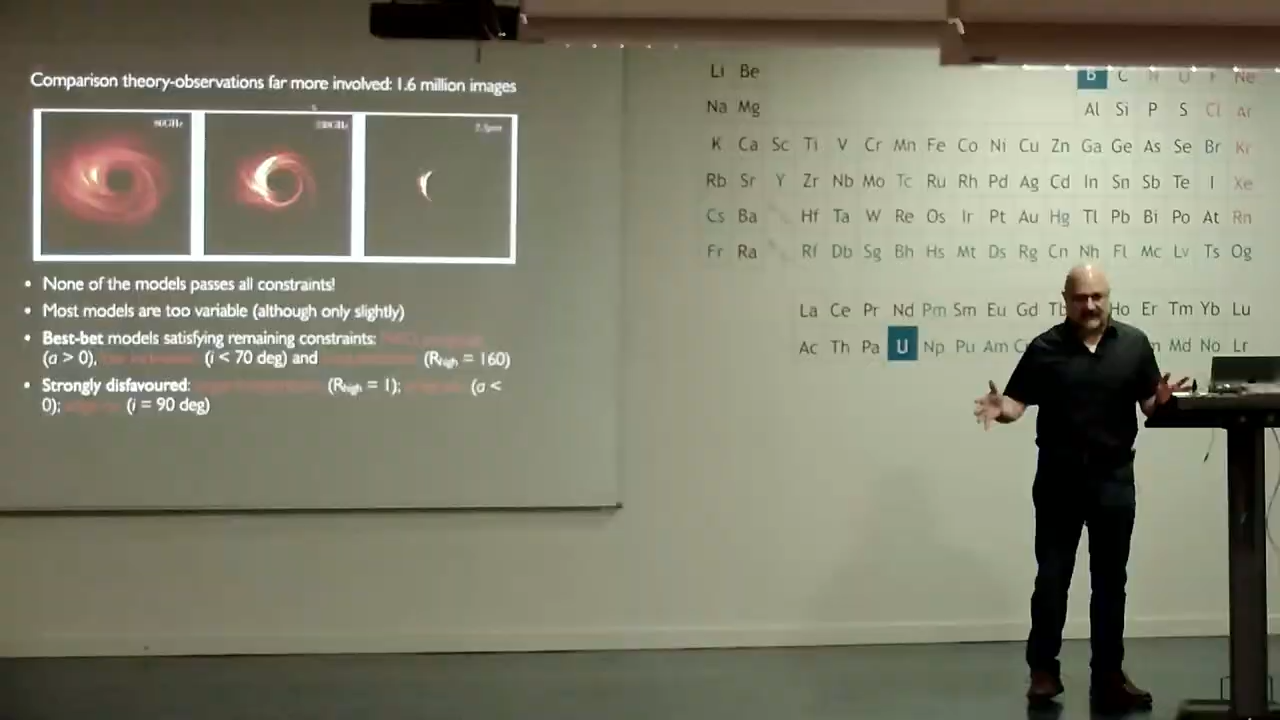 Comparison theory-observations far more involved: 1.6 million images
• None of the models passes all constraints!
• Most models are too variable (although only slightly)
• Best-bet models satisfying remaining constraints:
(a > 0), (i < 70 deg) and (Rhigh = 160)
• Strongly disfavoured: (Rhigh = 1); (a <
0); (i = 90 deg)
Li Be B C Ne
Na Mg Al Si P S Cl Ar
K Ca Sc Ti V Cr Mn Fe Co Ni Cu Zn Ga Ge As Se Br Kr
Rb Sr Y Zr Nb Mo Tc Ru Rh Pd Ag Cd In Sn Sb Te I Xe
Cs Ba Hf Ta W Re Os Ir Pt Au Hg Tl Pb Bi Po At Rn
Fr Ra Rf Db Sg Bh Hs Mt Ds Rg Cn Nh Fl Mc Lv Ts Og
La Ce Pr Nd Pm Sm Eu Gd Ho Er Tm Yb Lu
Ac Th Pa U Np Pu Am Md No Lr